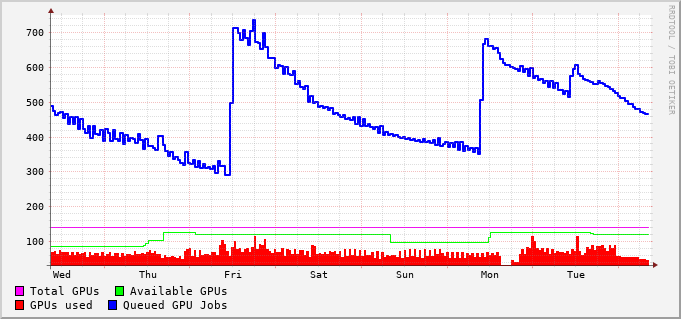 RRDTOOL / TOBI OETIKER
700
600
500
400
300
200
100
Wed Thu Fri Sat Sun Mon Tue
Total GPUs Available GPUs
GPUs used Queued GPU Jobs